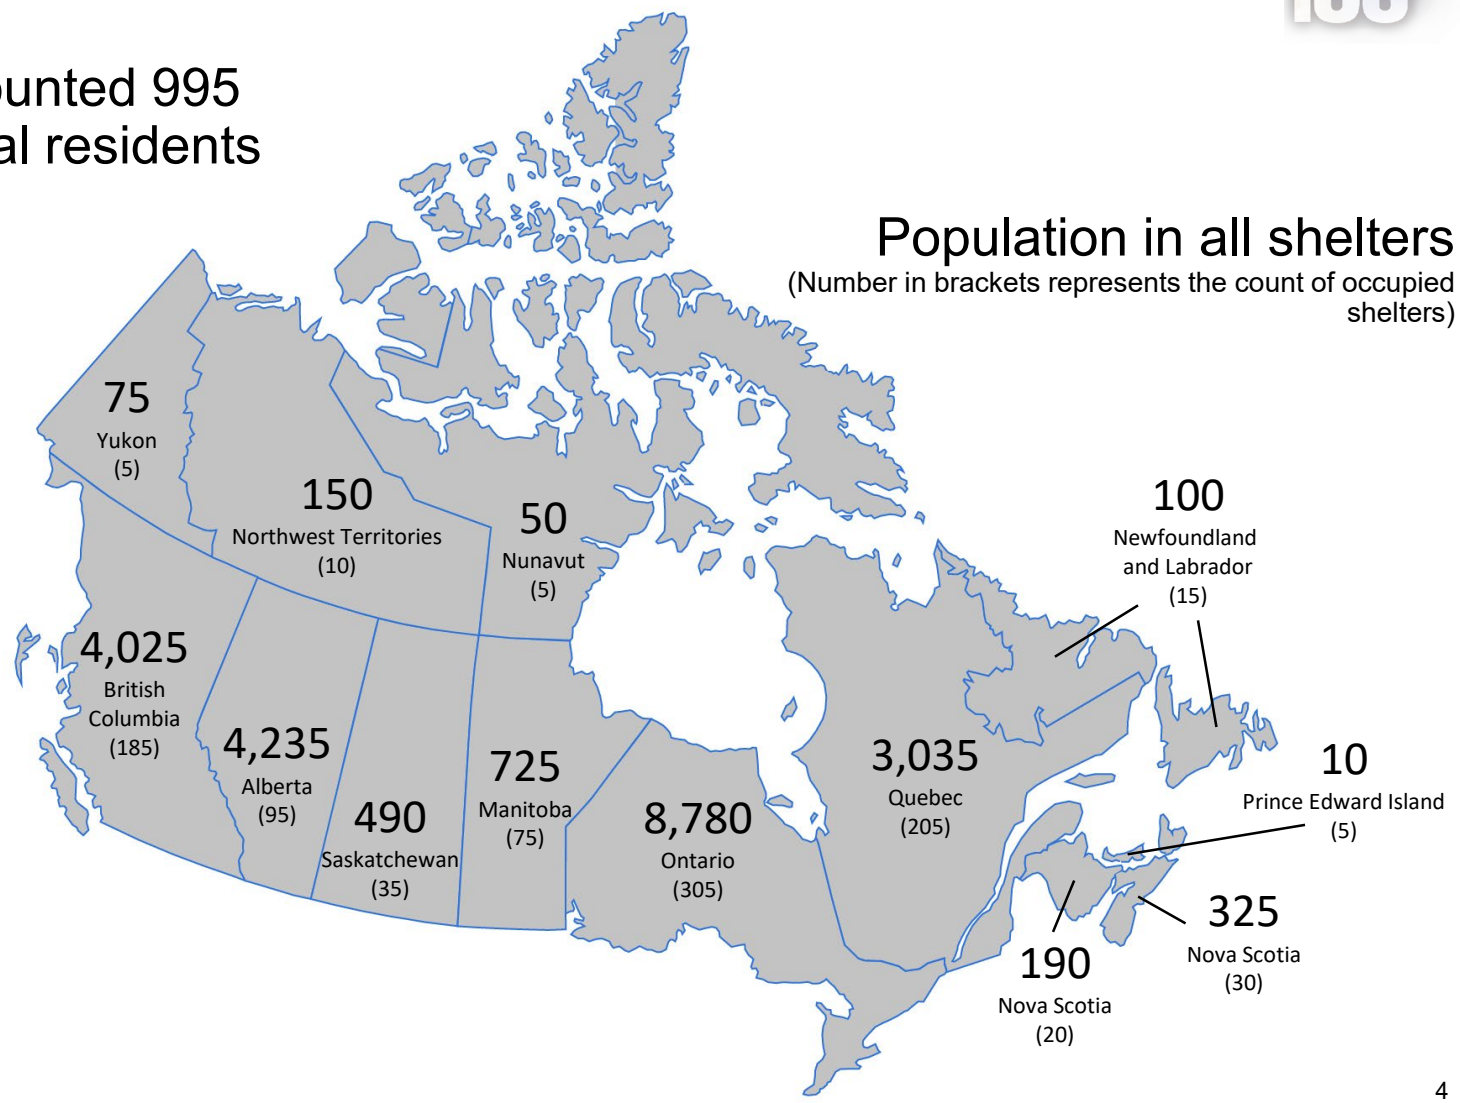 100
ounted 995
al residents
Population in all shelters
(Number in brackets represents the count of occupied
shelters)
75
Yukon
(5)
150
Northwest Territories
(10)
50
Nunavut
(5)
100
Newfoundland
and Labrador
(15)
4,025
British
Columbia
(185)
4,235
Alberta
(95)
490
Saskatchewan
(35)
725
Manitoba
(75)
8,780
Ontario
(305)
3,035
Quebec
(205)
10
Prince Edward Island
(5)
325
Nova Scotia
(30)
190
Nova Scotia
(20)
4